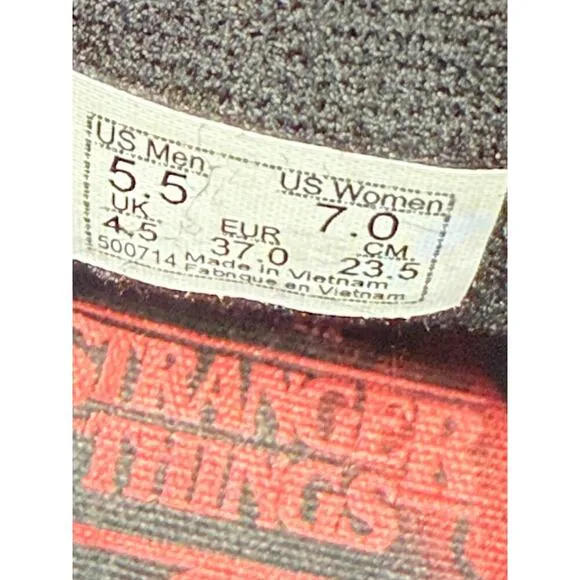 US Men US Women
5.5 7.0
UK EUR CM
4.5 37.0 23.5
500714 Made in Vietnam
Fabrique en Vietnam
STRANGER
THINGS